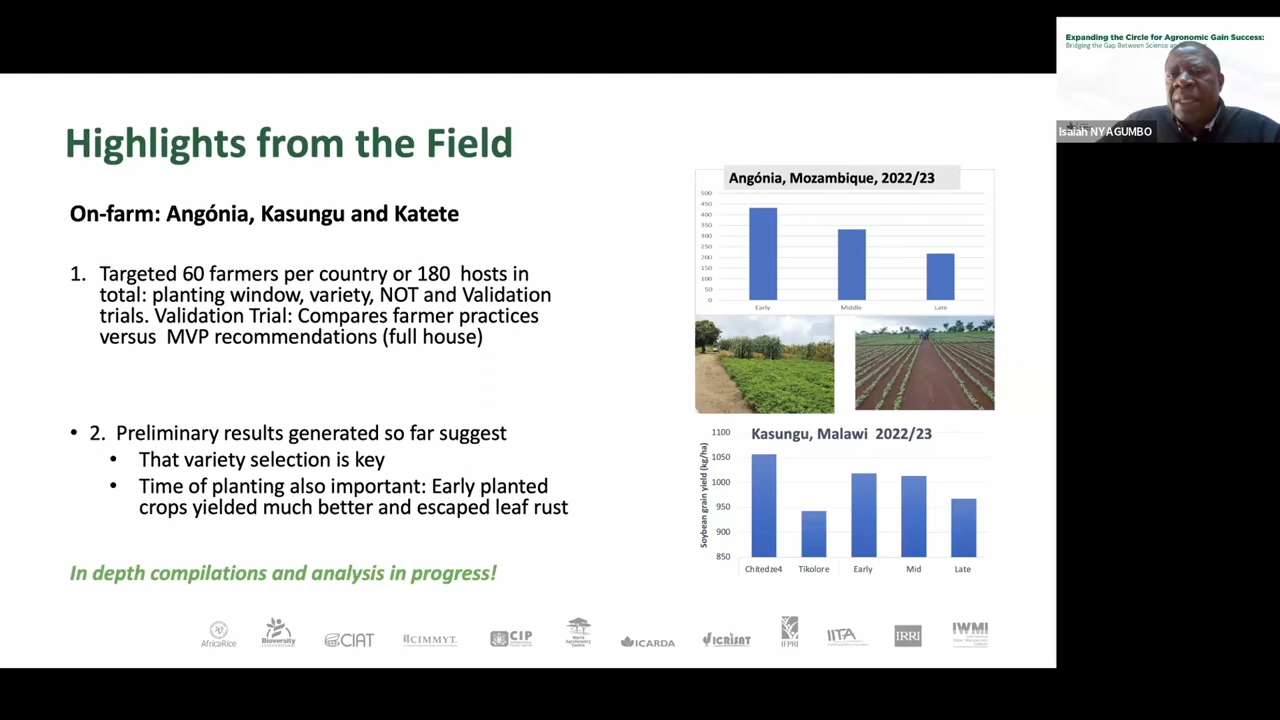 Expanding the Circle for Agronomic Gain Success:
Bridging the Gap Between Science an
Isaiah NYAGUMBO
Highlights from the Field
On-farm: Angónia, Kasungu and Katete
1. Targeted 60 farmers per country or 180 hosts in
total: planting window, variety, NOT and Validation
trials. Validation Trial: Compares farmer practices
versus MVP recommendations (full house)
• 2. Preliminary results generated so far suggest
• That variety selection is key
• Time of planting also important: Early planted
crops yielded much better and escaped leaf rust
In depth compilations and analysis in progress!
Angónia, Mozambique, 2022/23
500
450
400
350
300
250
200
150
100
50
0
Early Middle Late
Kasungu, Malawi 2022/23
Soybean grain yield (kg/ha)
1100
1050
1000
950
900
850
Chitedze4 Tikolore Early Mid Late
AfricaRice
Bioversity
CIAT
CIMMYT
CIP
World Agroforestry Centre
ICARDA
ICRISAT
IFPRI
IITA
IRRI
IWMI